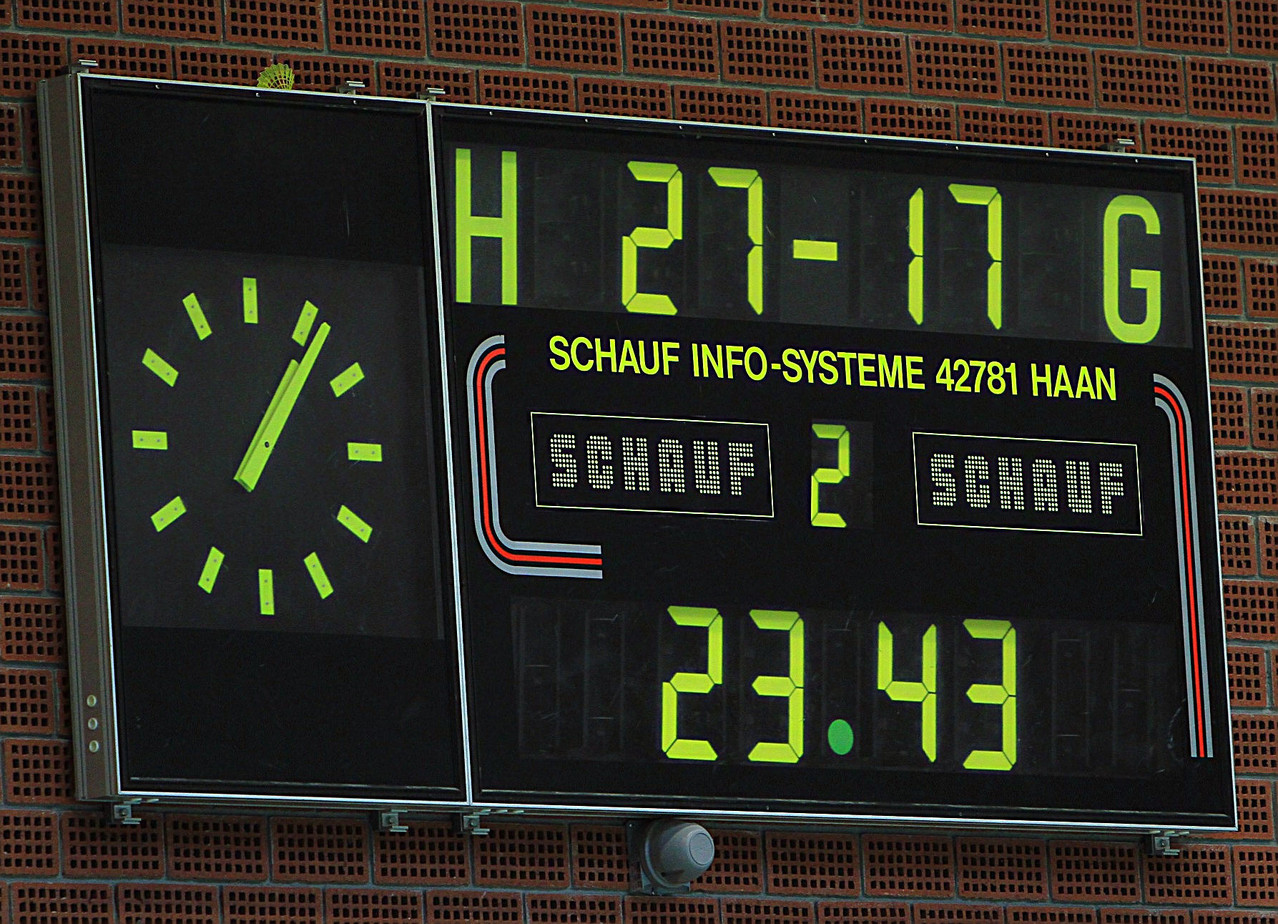 H 27-17 G
SCHAUF INFO-SYSTEME 42781 HAAN
SCHAUF 2 SCHAUF
23.43